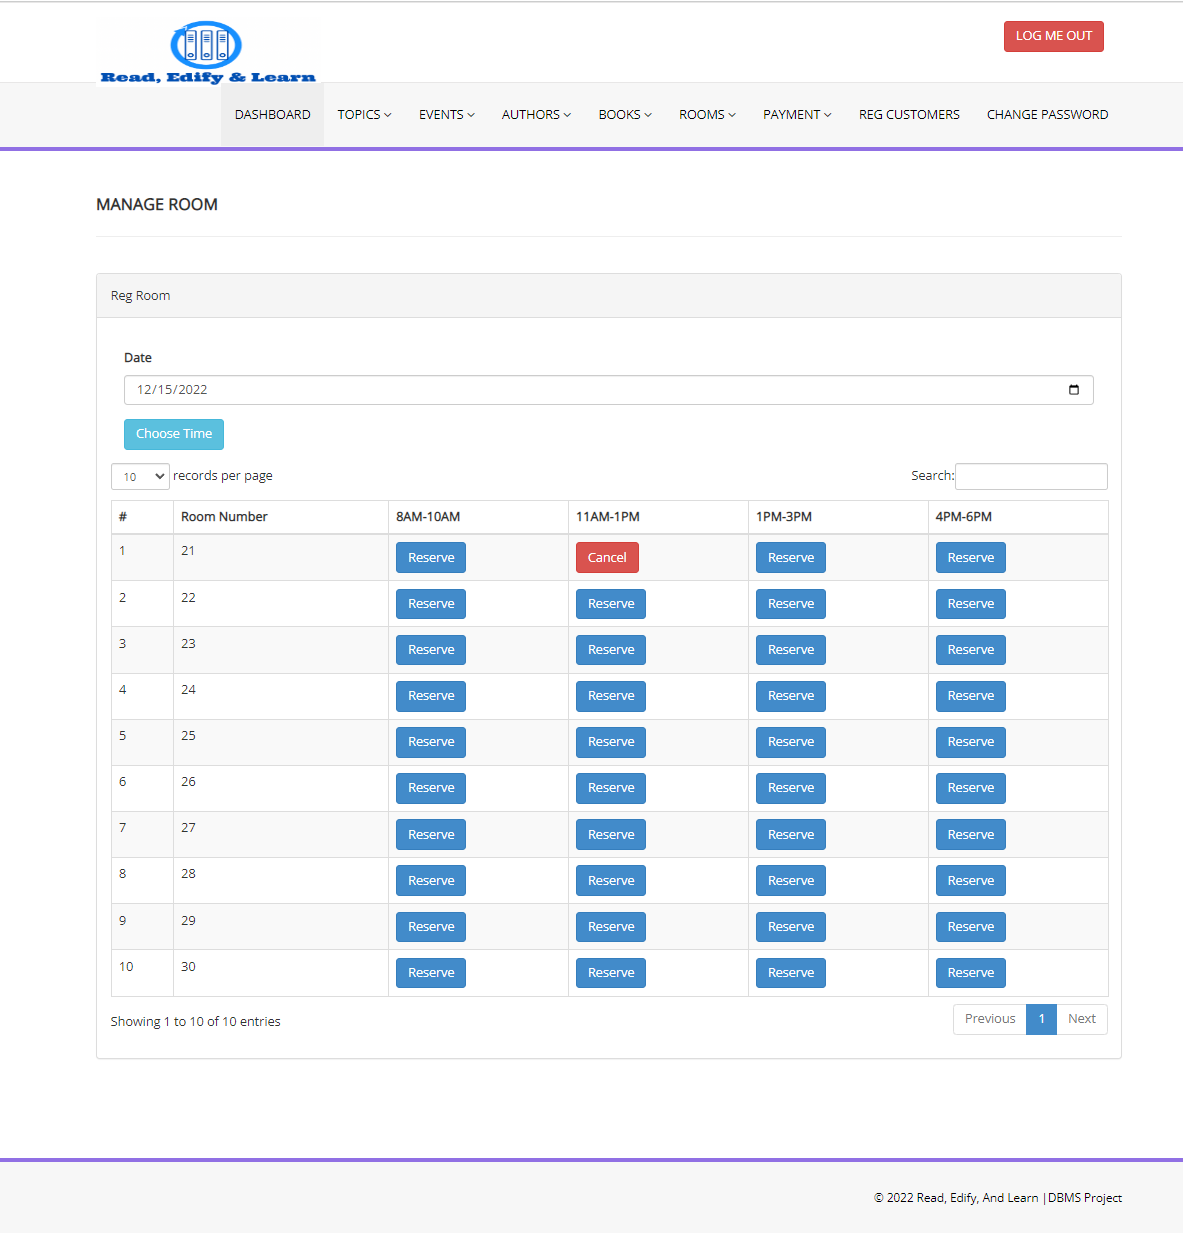 Read, Edify & Learn
LOG ME OUT
DASHBOARD TOPICS EVENTS AUTHORS BOOKS ROOMS PAYMENT REG CUSTOMERS CHANGE PASSWORD
MANAGE ROOM
Reg Room
Date
12/15/2022
Choose Time
10 records per page Search:
# Room Number 8AM-10AM 11AM-1PM 1PM-3PM 4PM-6PM
1 21 Reserve Cancel Reserve Reserve
2 22 Reserve Reserve Reserve Reserve
3 23 Reserve Reserve Reserve Reserve
4 24 Reserve Reserve Reserve Reserve
5 25 Reserve Reserve Reserve Reserve
6 26 Reserve Reserve Reserve Reserve
7 27 Reserve Reserve Reserve Reserve
8 28 Reserve Reserve Reserve Reserve
9 29 Reserve Reserve Reserve Reserve
10 30 Reserve Reserve Reserve Reserve
Showing 1 to 10 of 10 entries Previous 1 Next
© 2022 Read, Edify, And Learn |DBMS Project